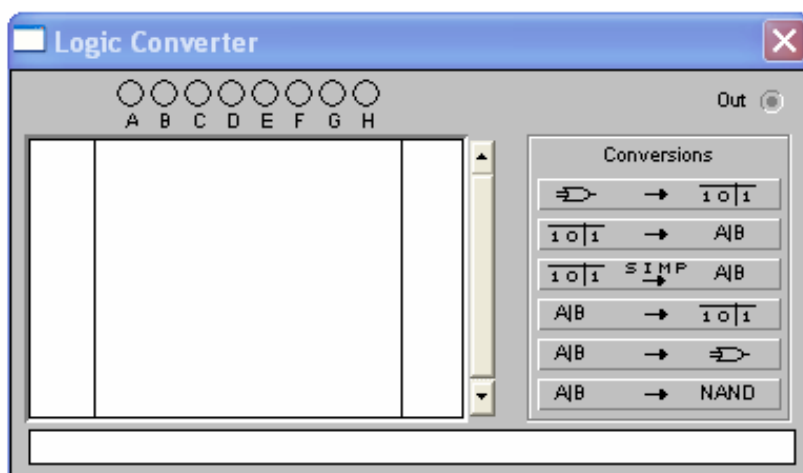 Logic Converter
Out
A B C D E F G H
Conversions
→ 1 0|1
1 0|1 → A|B
1 0|1 SIMP → A|B
A|B → 1 0|1
A|B →
A|B → NAND